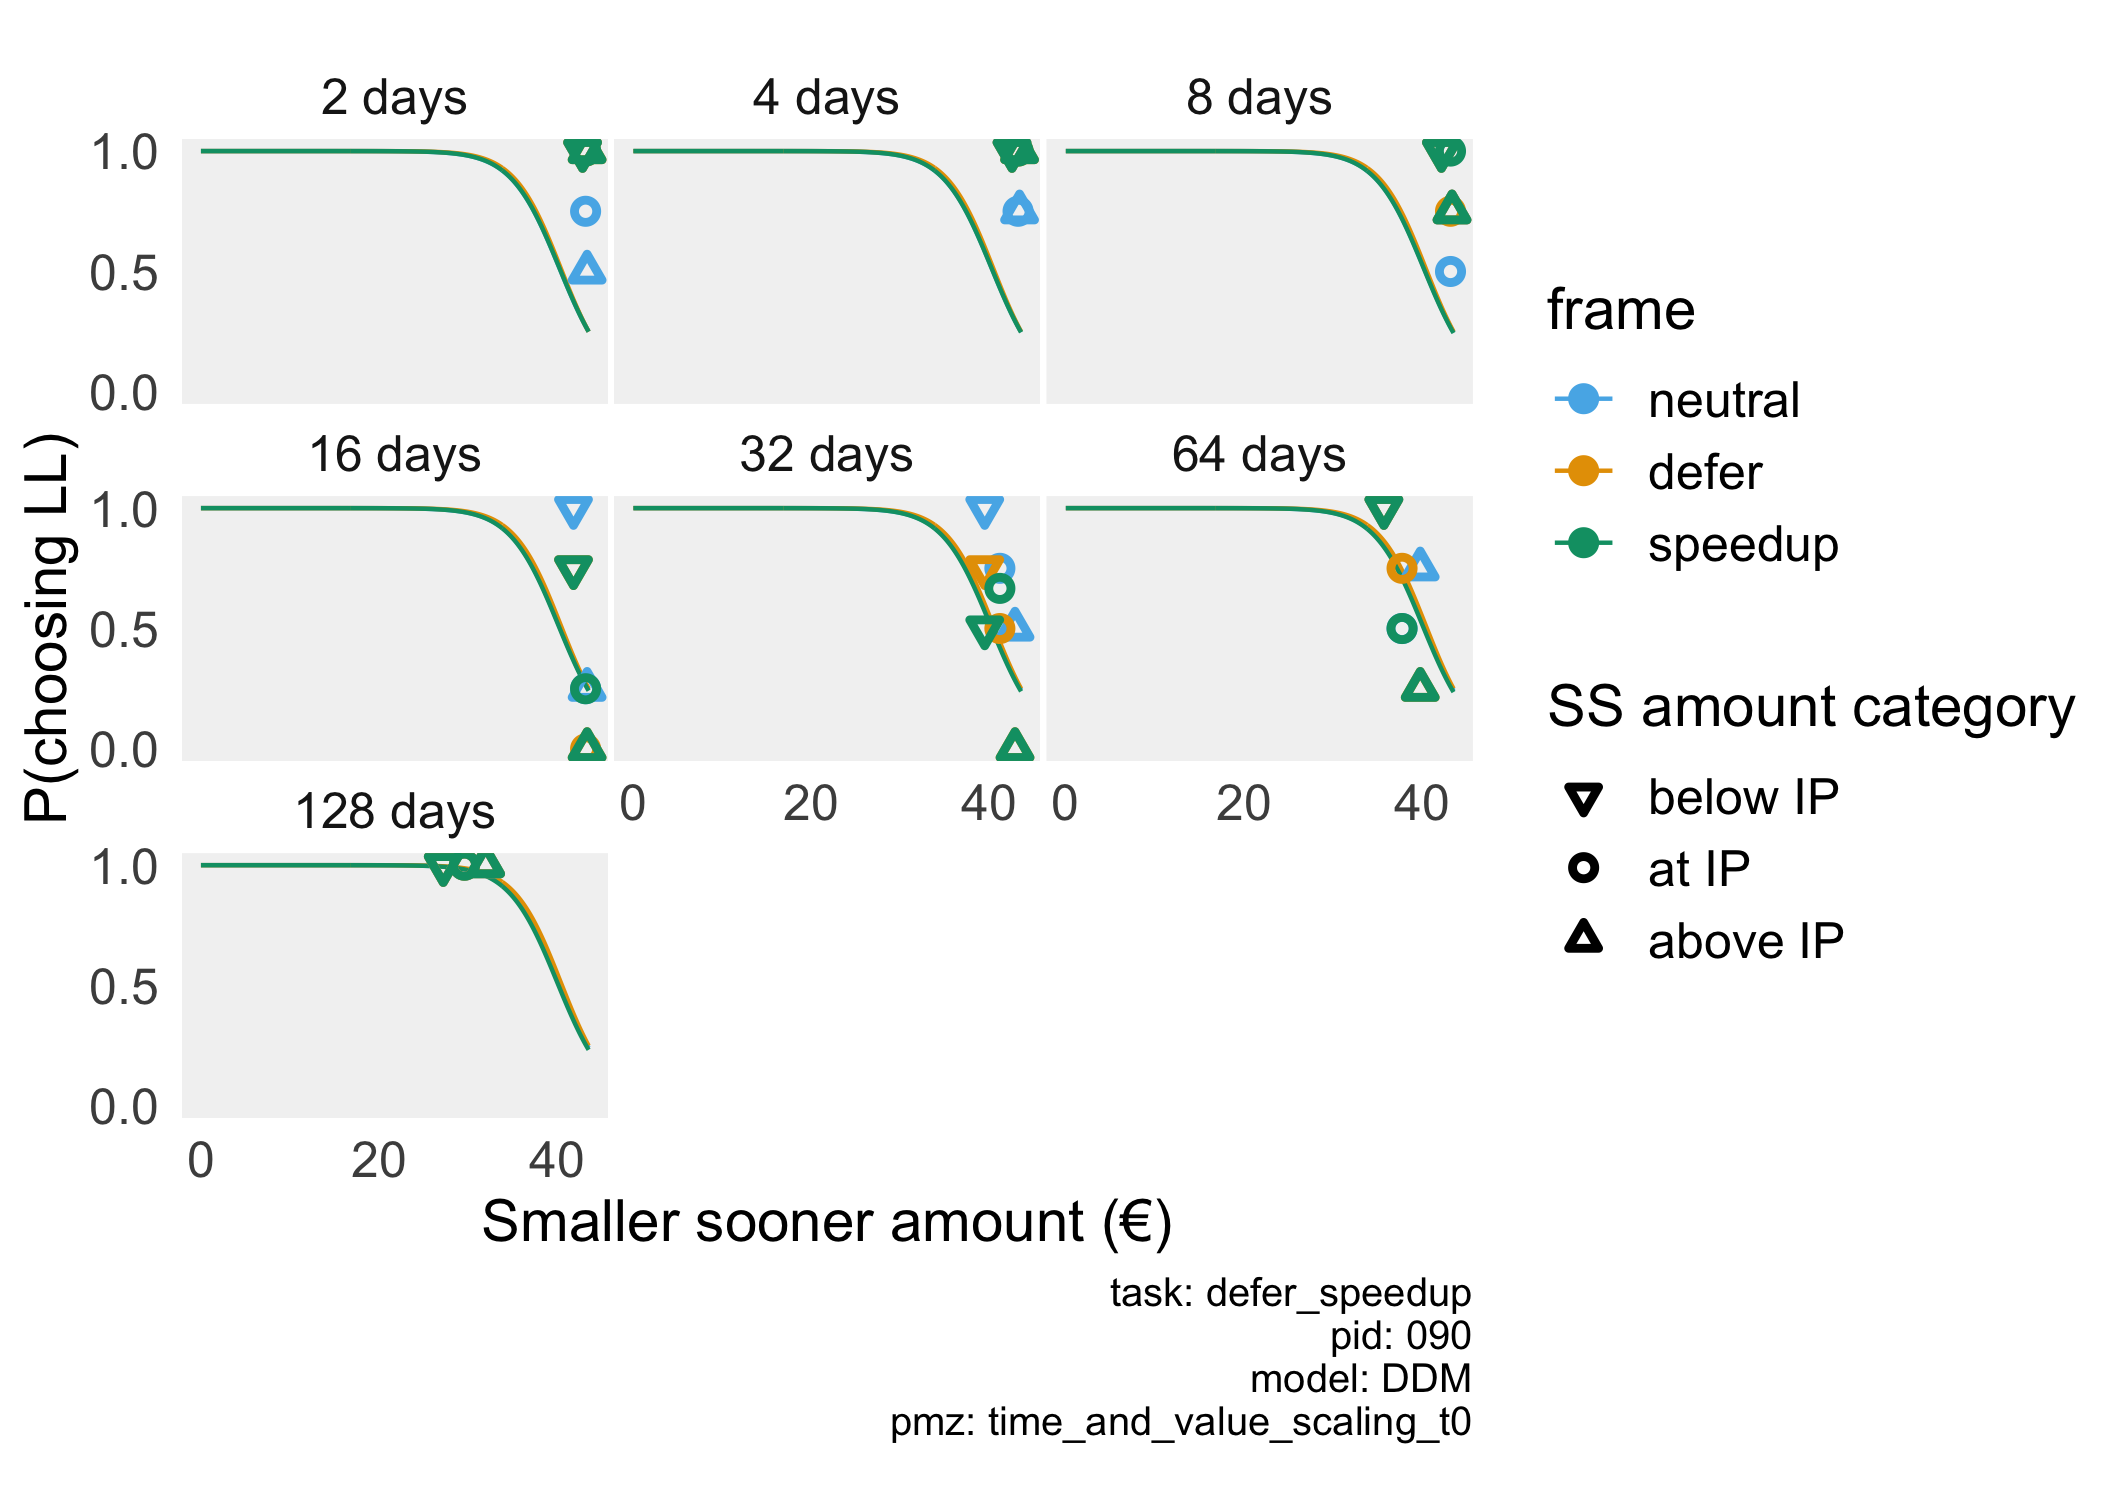 2 days
4 days
8 days
1.0
0.5
0.0
16 days
32 days
64 days
1.0
0.5
0.0
0
20
40
0
20
40
128 days
1.0
0.5
0.0
0
20
40
P(choosing LL)
Smaller sooner amount (€)
frame
neutral
defer
speedup
SS amount category
below IP
at IP
above IP
task: defer_speedup
pid: 090
model: DDM
pmz: time_and_value_scaling_t0